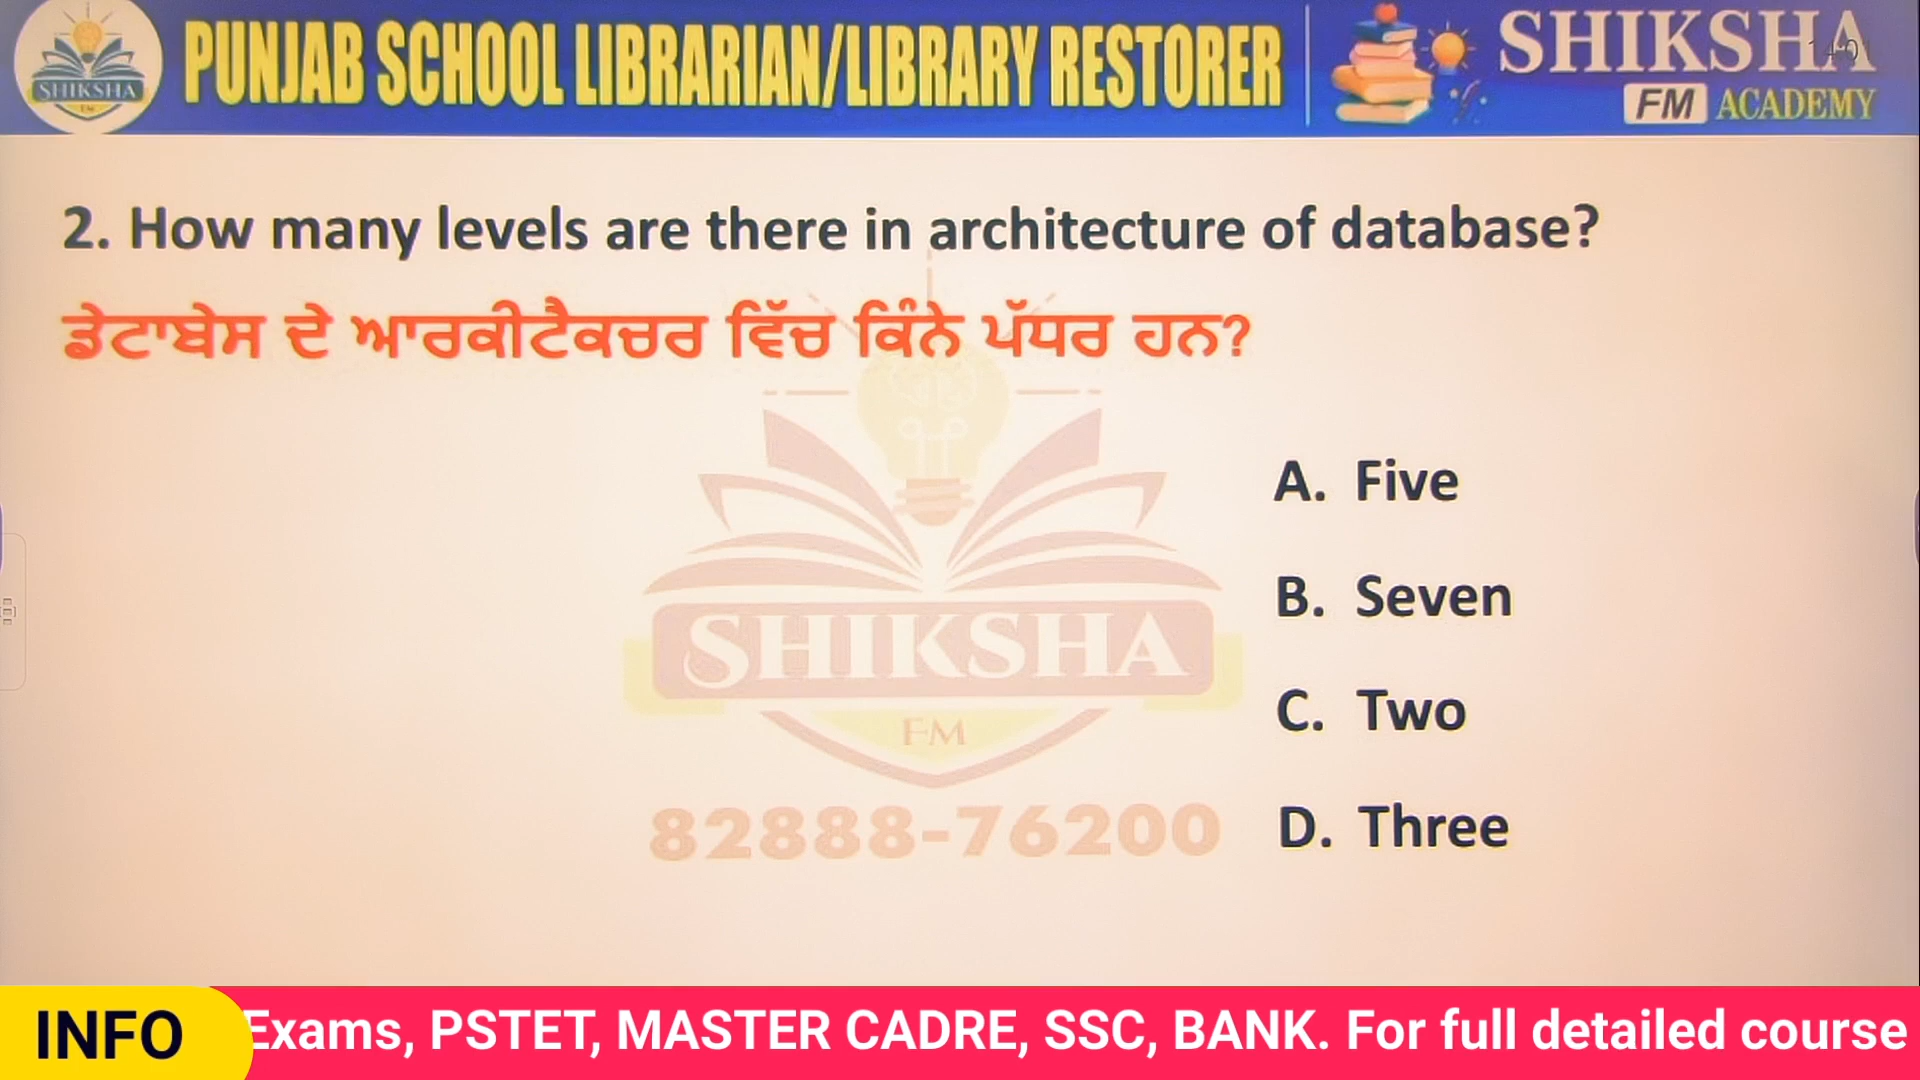 SHIKSHA
FM
PUNJAB SCHOOL LIBRARIAN/LIBRARY RESTORER
SHIKSHA
FM ACADEMY
2. How many levels are there in architecture of database?
ਡੇਟਾਬੇਸ ਦੇ ਆਰਕੀਟੈਕਚਰ ਵਿੱਚ ਕਿੰਨੇ ਪੱਧਰ ਹਨ?
A. Five
B. Seven
C. Two
D. Three
SHIKSHA
FM
82888-76200
INFO
Exams, PSTET, MASTER CADRE, SSC, BANK. For full detailed course